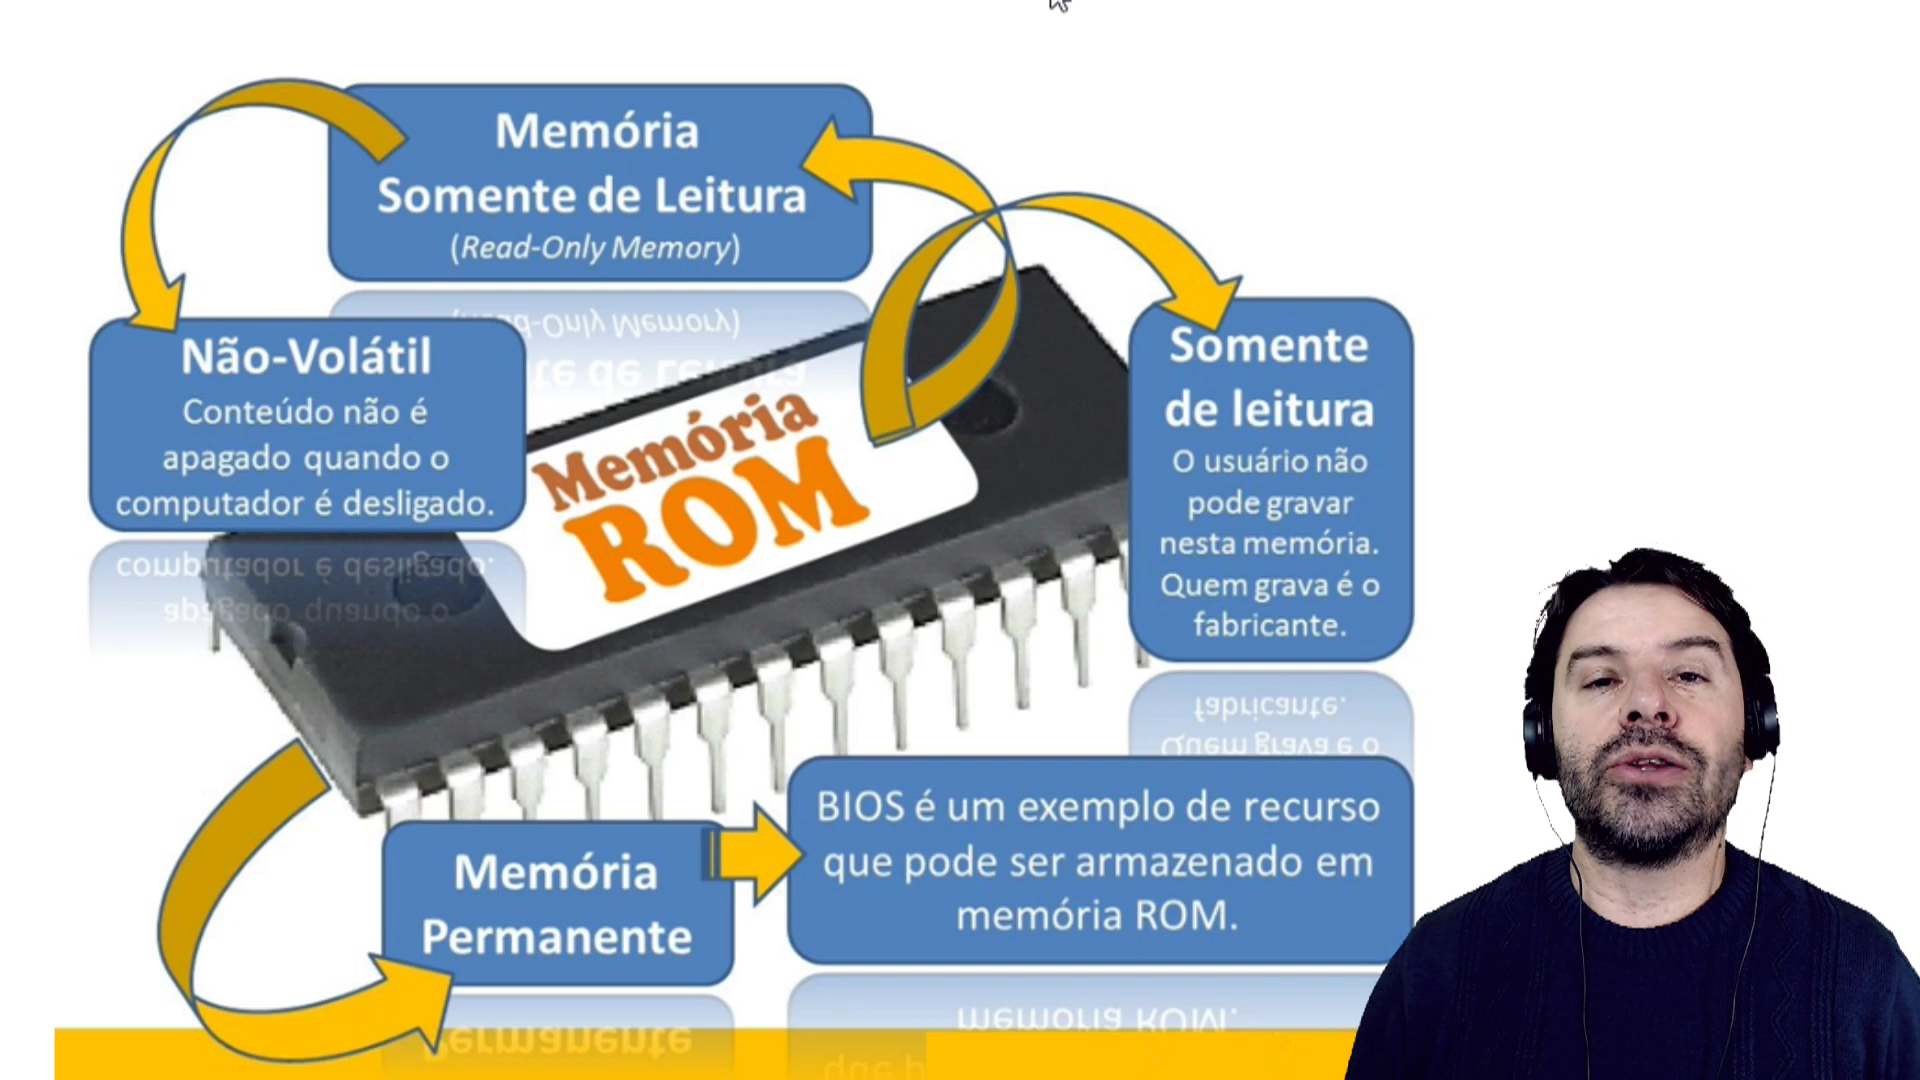 Memória
Somente de Leitura
(Read-Only Memory)
Não-Volátil
Conteúdo não é
apagado quando o
computador é desligado.
Memória
ROM
Somente
de leitura
O usuário não
pode gravar
nesta memória.
Quem grava é o
fabricante.
Memória
Permanente
BIOS é um exemplo de recurso
que pode ser armazenado em
memória ROM.